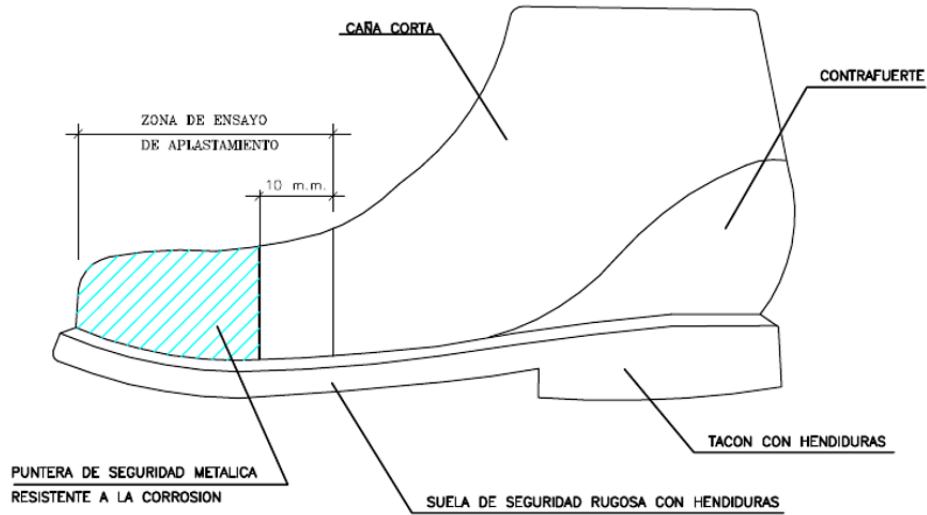 CAÑA CORTA
CONTRAFUERTE
ZONA DE ENSAYO
DE APLASTAMIENTO
10 m.m.
TACON CON HENDIDURAS
PUNTERA DE SEGURIDAD METALICA
RESISTENTE A LA CORROSION
SUELA DE SEGURIDAD RUGOSA CON HENDIDURAS